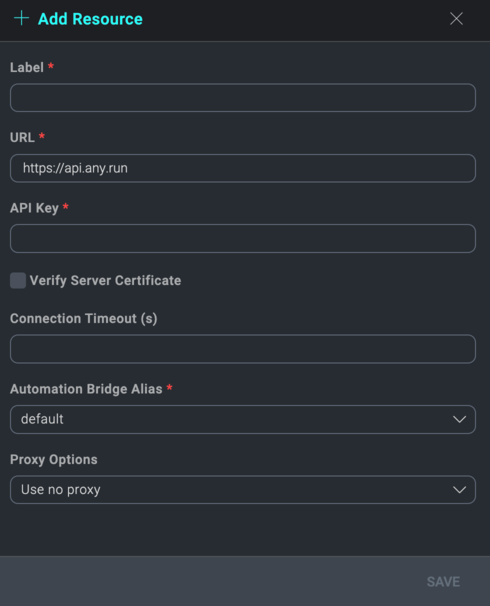 + Add Resource
Label *
URL *
https://api.any.run
API Key *
Verify Server Certificate
Connection Timeout (s)
Automation Bridge Alias *
default
Proxy Options
Use no proxy
SAVE